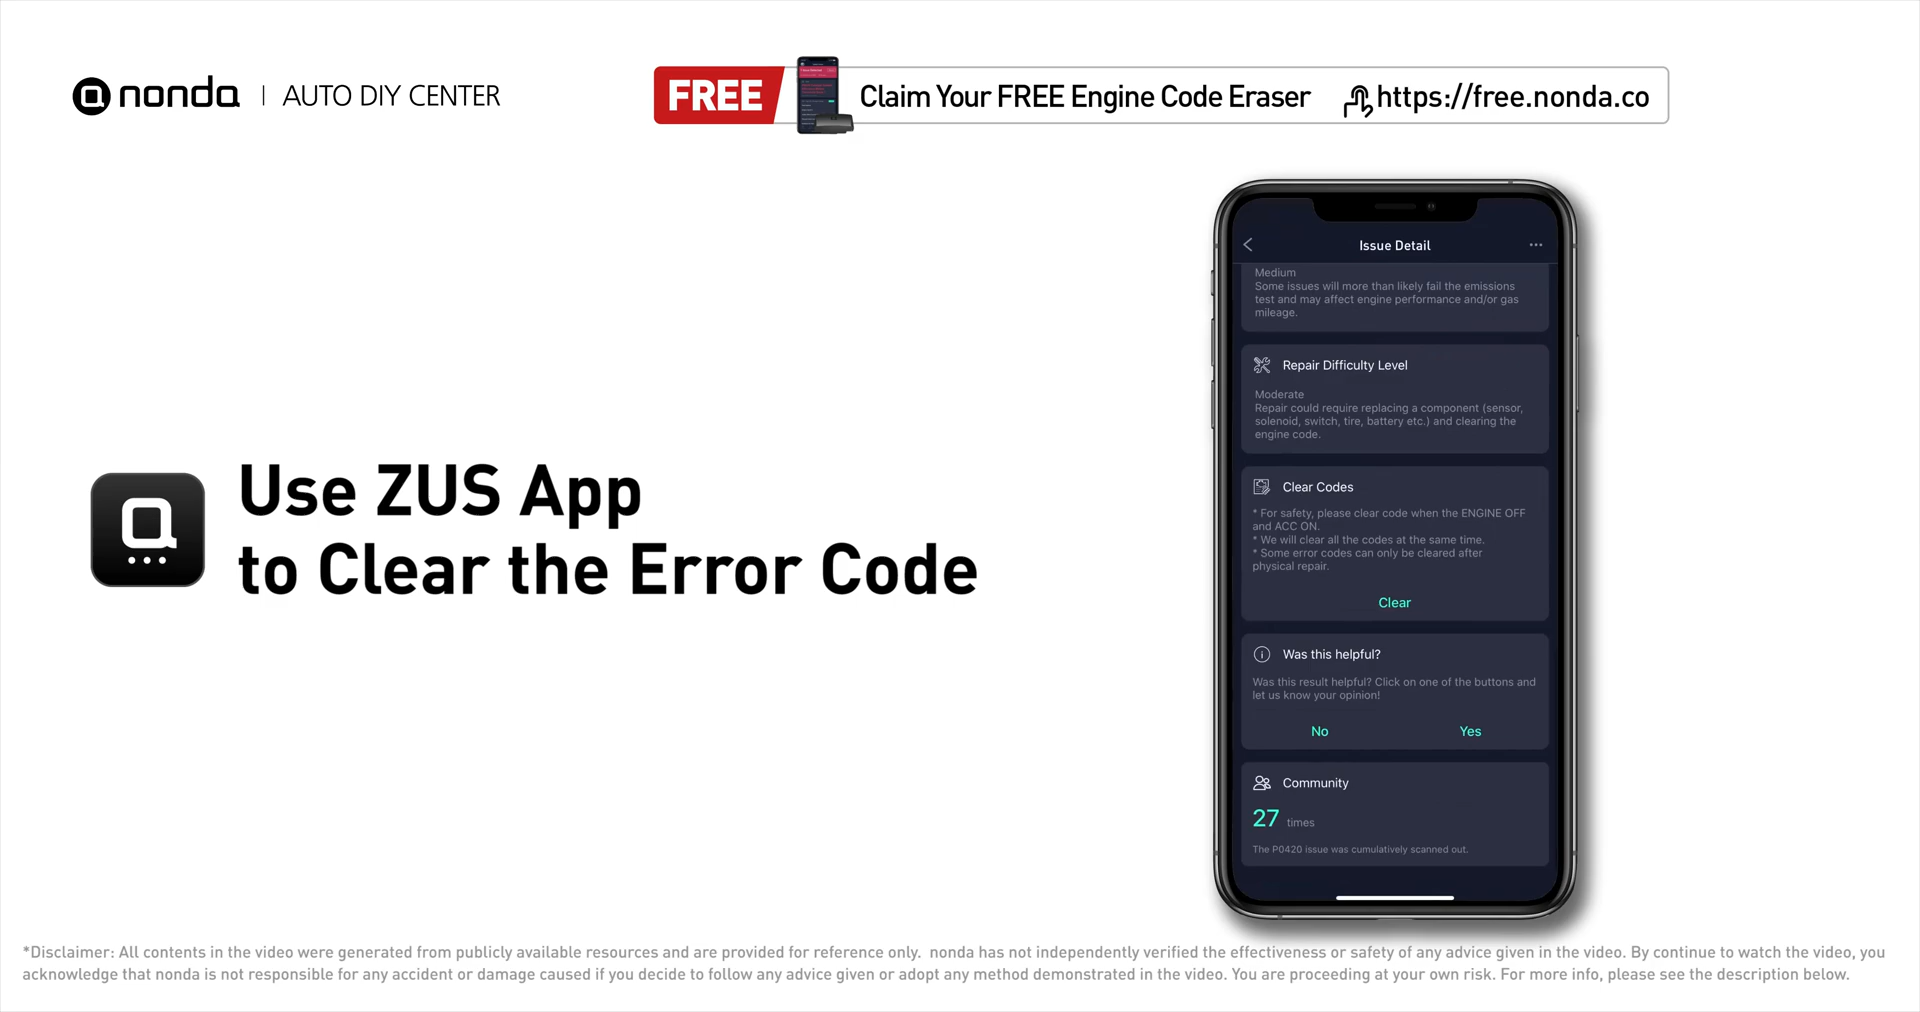 nonda | AUTO DIY CENTER
FREE Claim Your FREE Engine Code Eraser https://free.nonda.co
Use ZUS App
to Clear the Error Code
Issue Detail
Medium
Some issues will more than likely fail the emissions
test and may affect engine performance and/or gas
mileage.
Repair Difficulty Level
Moderate
Repair could require replacing a component (sensor,
solenoid, switch, tire, battery etc.) and clearing the
engine code.
Clear Codes
* For safety, please clear code when the ENGINE OFF
and ACC ON.
* We will clear all the codes at the same time.
* Some error codes can only be cleared after
physical repair.
Clear
Was this helpful?
Was this result helpful? Click on one of the buttons and
let us know your opinion!
No Yes
Community
27 times
The P0420 issue was cumulatively scanned out.
*Disclaimer: All contents in the video were generated from publicly available resources and are provided for reference only. nonda has not independently verified the effectiveness or safety of any advice given in the video. By continue to watch the video, you
acknowledge that nonda is not responsible for any accident or damage caused if you decide to follow any advice given or adopt any method demonstrated in the video. You are proceeding at your own risk. For more info, please see the description below.